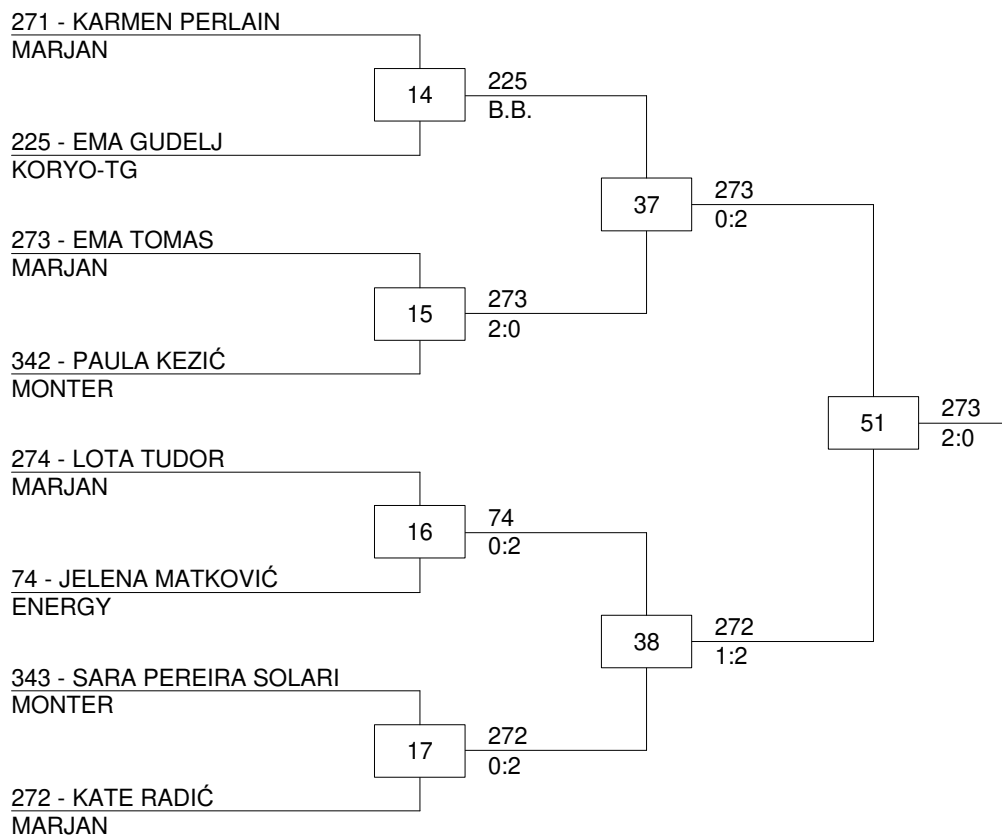 271 - KARMEN PERLAIN
MARJAN
14
225
B.B.
225 - EMA GUDELJ
KORYO-TG
37
273
0:2
273 - EMA TOMAS
MARJAN
15
273
2:0
342 - PAULA KEZIĆ
MONTER
51
273
2:0
274 - LOTA TUDOR
MARJAN
16
74
0:2
74 - JELENA MATKOVIĆ
ENERGY
38
272
1:2
343 - SARA PEREIRA SOLARI
MONTER
17
272
0:2
272 - KATE RADIĆ
MARJAN